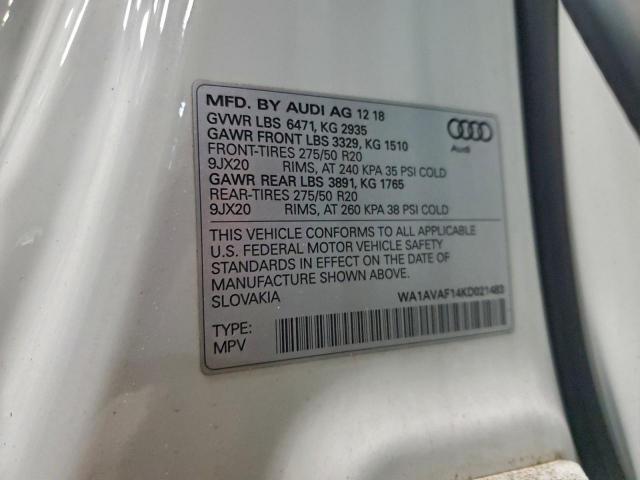 MFD. BY AUDI AG 12 18
GVWR LBS 6471, KG 2935
GAWR FRONT LBS 3329, KG 1510
FRONT-TIRES 275/50 R20
9JX20 RIMS, AT 240 KPA 35 PSI COLD
GAWR REAR LBS 3891, KG 1765
REAR-TIRES 275/50 R20
9JX20 RIMS, AT 260 KPA 38 PSI COLD
Audi
THIS VEHICLE CONFORMS TO ALL APPLICABLE
U.S. FEDERAL MOTOR VEHICLE SAFETY
STANDARDS IN EFFECT ON THE DATE OF
MANUFACTURE SHOWN ABOVE.
SLOVAKIA
WA1AVAF14KD021483
TYPE:
MPV